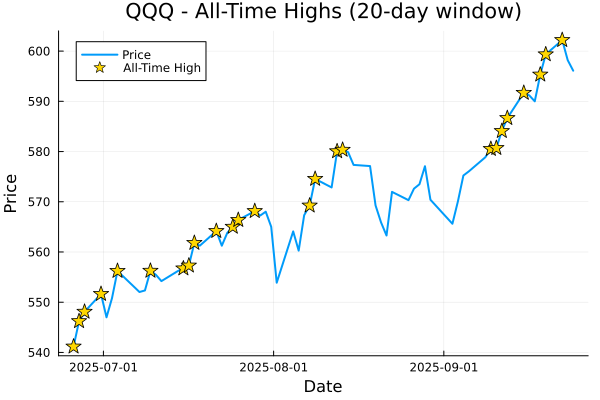 QQQ - All-Time Highs (20-day window)
Price
All-Time High
600
590
580
570
560
550
540
Price
2025-07-01
2025-08-01
2025-09-01
Date